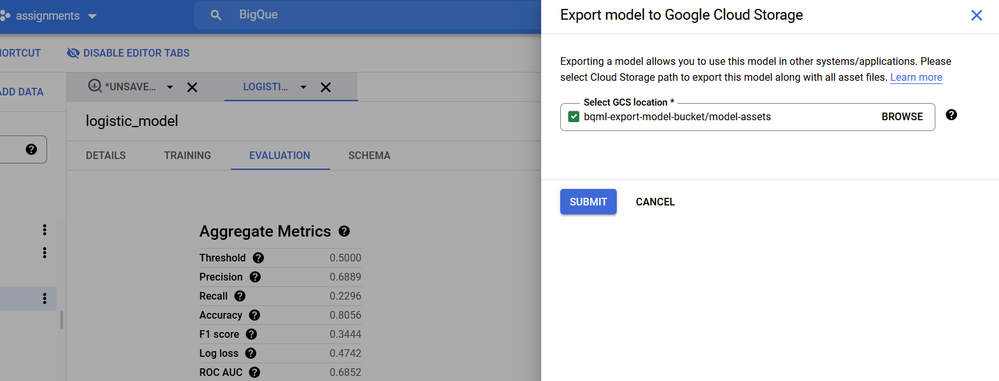 assignments
BigQue
ORTCUT
DISABLE EDITOR TABS
ADD DATA
*UNSAVE...
LOGISTI...
logistic_model
DETAILS
TRAINING
EVALUATION
SCHEMA
Aggregate Metrics
Threshold 0.5000
Precision 0.6889
Recall 0.2296
Accuracy 0.8056
F1 score 0.3444
Log loss 0.4742
ROC AUC 0.6852
Export model to Google Cloud Storage
Exporting a model allows you to use this model in other systems/applications. Please
select Cloud Storage path to export this model along with all asset files. Learn more
Select GCS location *
bqml-export-model-bucket/model-assets
BROWSE
SUBMIT
CANCEL